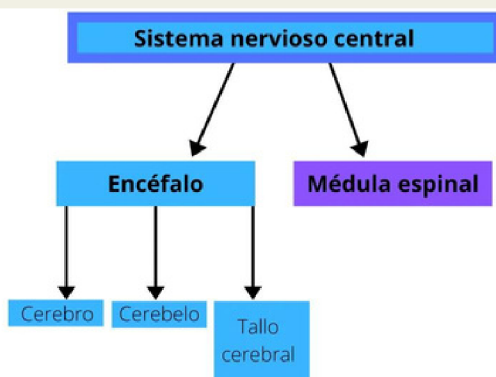 Sistema nervioso central
Encéfalo
Médula espinal
Cerebro
Cerebelo
Tallo
cerebral